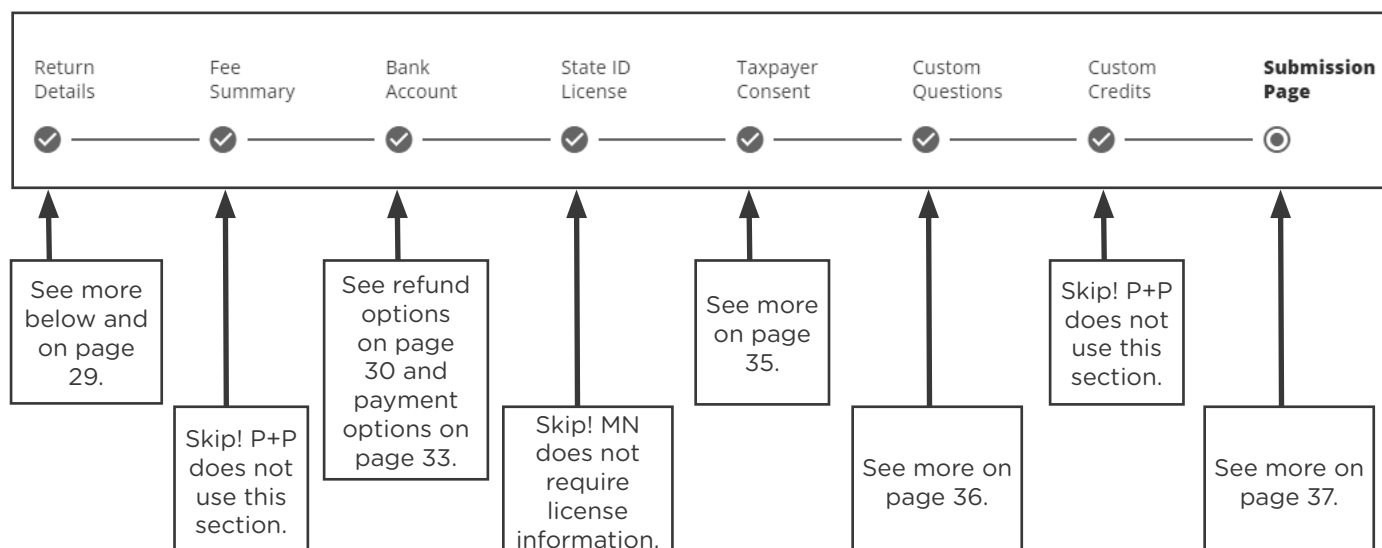 Return
Details
Fee
Summary
Bank
Account
State ID
License
Taxpayer
Consent
Custom
Questions
Custom
Credits
Submission
Page
See more
below and
on page
29.
Skip! P+P
does not
use this
section.
See refund
options
on page
30 and
payment
options on
page 33.
Skip! MN
does not
require
license
information.
See more
on page
35.
See more on
page 36.
Skip! P+P
does not
use this
section.
See more on
page 37.